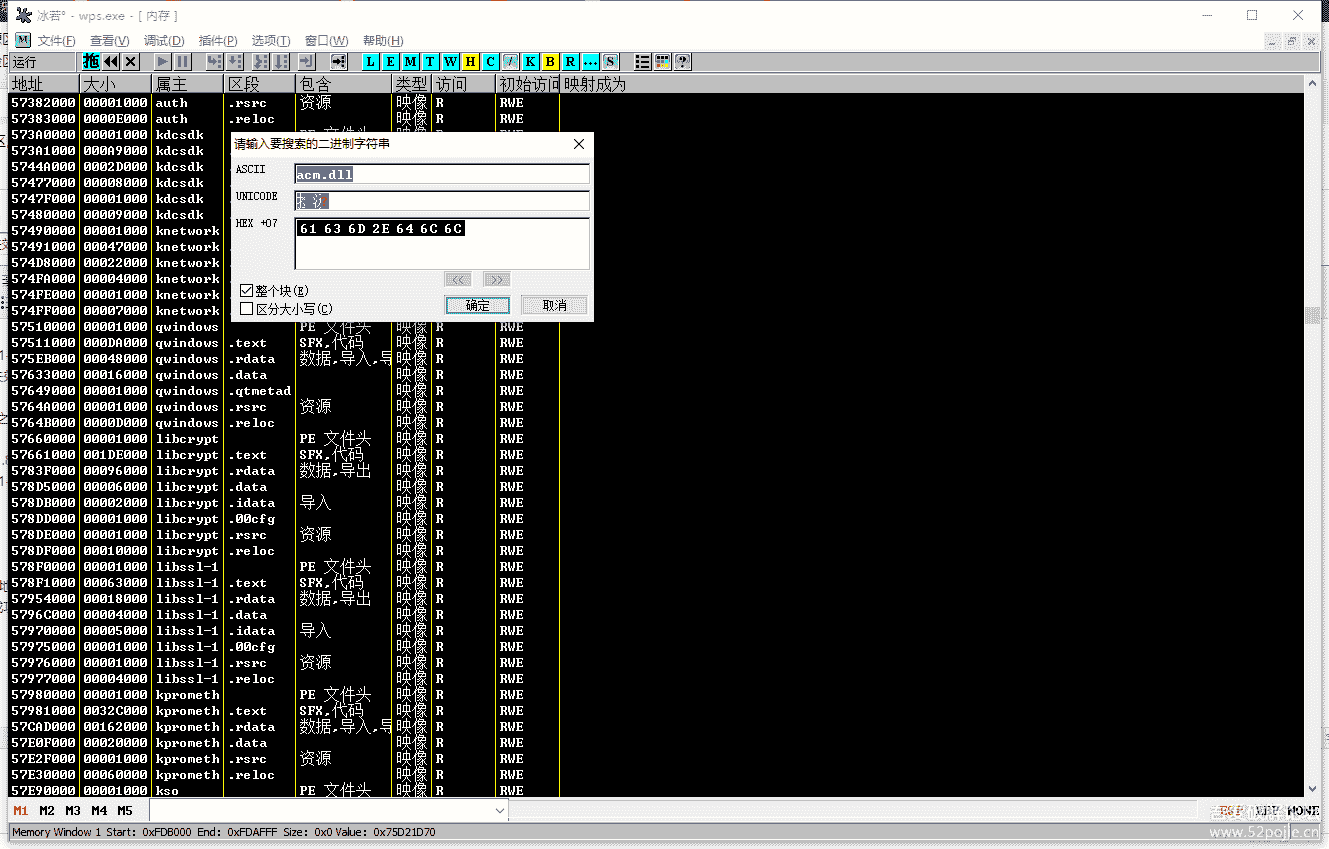 冰若° - wps.exe - [ 内存 ]
文件(F) 查看(V) 调试(D) 插件(P) 选项(T) 窗口(W) 帮助(H)
运行 拖 L E M T W H C / K B R ... S ?
地址 大小 属主 区段 包含 类型 访问 初始访问 映射成为
57382000 00001000 auth .rsrc 资源 映像 R RWE
57383000 0000E000 auth .reloc 映像 R RWE
573A0000 00001000 kdcsdk
573A1000 000A9000 kdcsdk
5744A000 0002D000 kdcsdk
57477000 00008000 kdcsdk
5747F000 00001000 kdcsdk
57480000 00009000 kdcsdk
57490000 00001000 knetwork
57491000 00047000 knetwork
574D8000 00022000 knetwork
574FA000 00004000 knetwork
574FE000 00001000 knetwork
574FF000 00007000 knetwork
请输入要搜索的二进制字符串
ASCII acm.dll
UNICODE
HEX +07 61 63 6D 2E 64 6C 6C
<< >>
整个块(E)
区分大小写(C)
确定 取消
57510000 00001000 qwindows PE 文件头 映像 R RWE
57511000 000DA000 qwindows .text SFX,代码 映像 R RWE
575EB000 00048000 qwindows .rdata 数据,导入,导 映像 R RWE
57633000 00016000 qwindows .data 映像 R RWE
57649000 00001000 qwindows .qtmetad 映像 R RWE
5764A000 00001000 qwindows .rsrc 资源 映像 R RWE
5764B000 0000D000 qwindows .reloc 映像 R RWE
57660000 00001000 libcrypt PE 文件头 映像 R RWE
57661000 001DE000 libcrypt .text SFX,代码 映像 R RWE
5783F000 00096000 libcrypt .rdata 数据,导出 映像 R RWE
578D5000 00006000 libcrypt .data 映像 R RWE
578DB000 00002000 libcrypt .idata 导入 映像 R RWE
578DD000 00001000 libcrypt .00cfg 映像 R RWE
578DE000 00001000 libcrypt .rsrc 资源 映像 R RWE
578DF000 00010000 libcrypt .reloc 映像 R RWE
578F0000 00001000 libssl-1 PE 文件头 映像 R RWE
578F1000 00063000 libssl-1 .text SFX,代码 映像 R RWE
57954000 00018000 libssl-1 .rdata 数据,导出 映像 R RWE
5796C000 00004000 libssl-1 .data 映像 R RWE
57970000 00005000 libssl-1 .idata 导入 映像 R RWE
57975000 00001000 libssl-1 .00cfg 映像 R RWE
57976000 00001000 libssl-1 .rsrc 资源 映像 R RWE
57977000 00004000 libssl-1 .reloc 映像 R RWE
57980000 00001000 kprometh PE 文件头 映像 R RWE
57981000 0032C000 kprometh .text SFX,代码 映像 R RWE
57CAD000 00162000 kprometh .rdata 数据,导入,导 映像 R RWE
57E0F000 00020000 kprometh .data 映像 R RWE
57E2F000 00001000 kprometh .rsrc 资源 映像 R RWE
57E30000 00060000 kprometh .reloc 映像 R RWE
57E90000 00001000 kso PE 文件头 映像 R RWE
M1 M2 M3 M4 M5 ESP EBP NONE
Memory Window 1 Start: 0xFDB000 End: 0xFDAFFF Size: 0x0 Value: 0x75D21D70
www.52pojie.cn